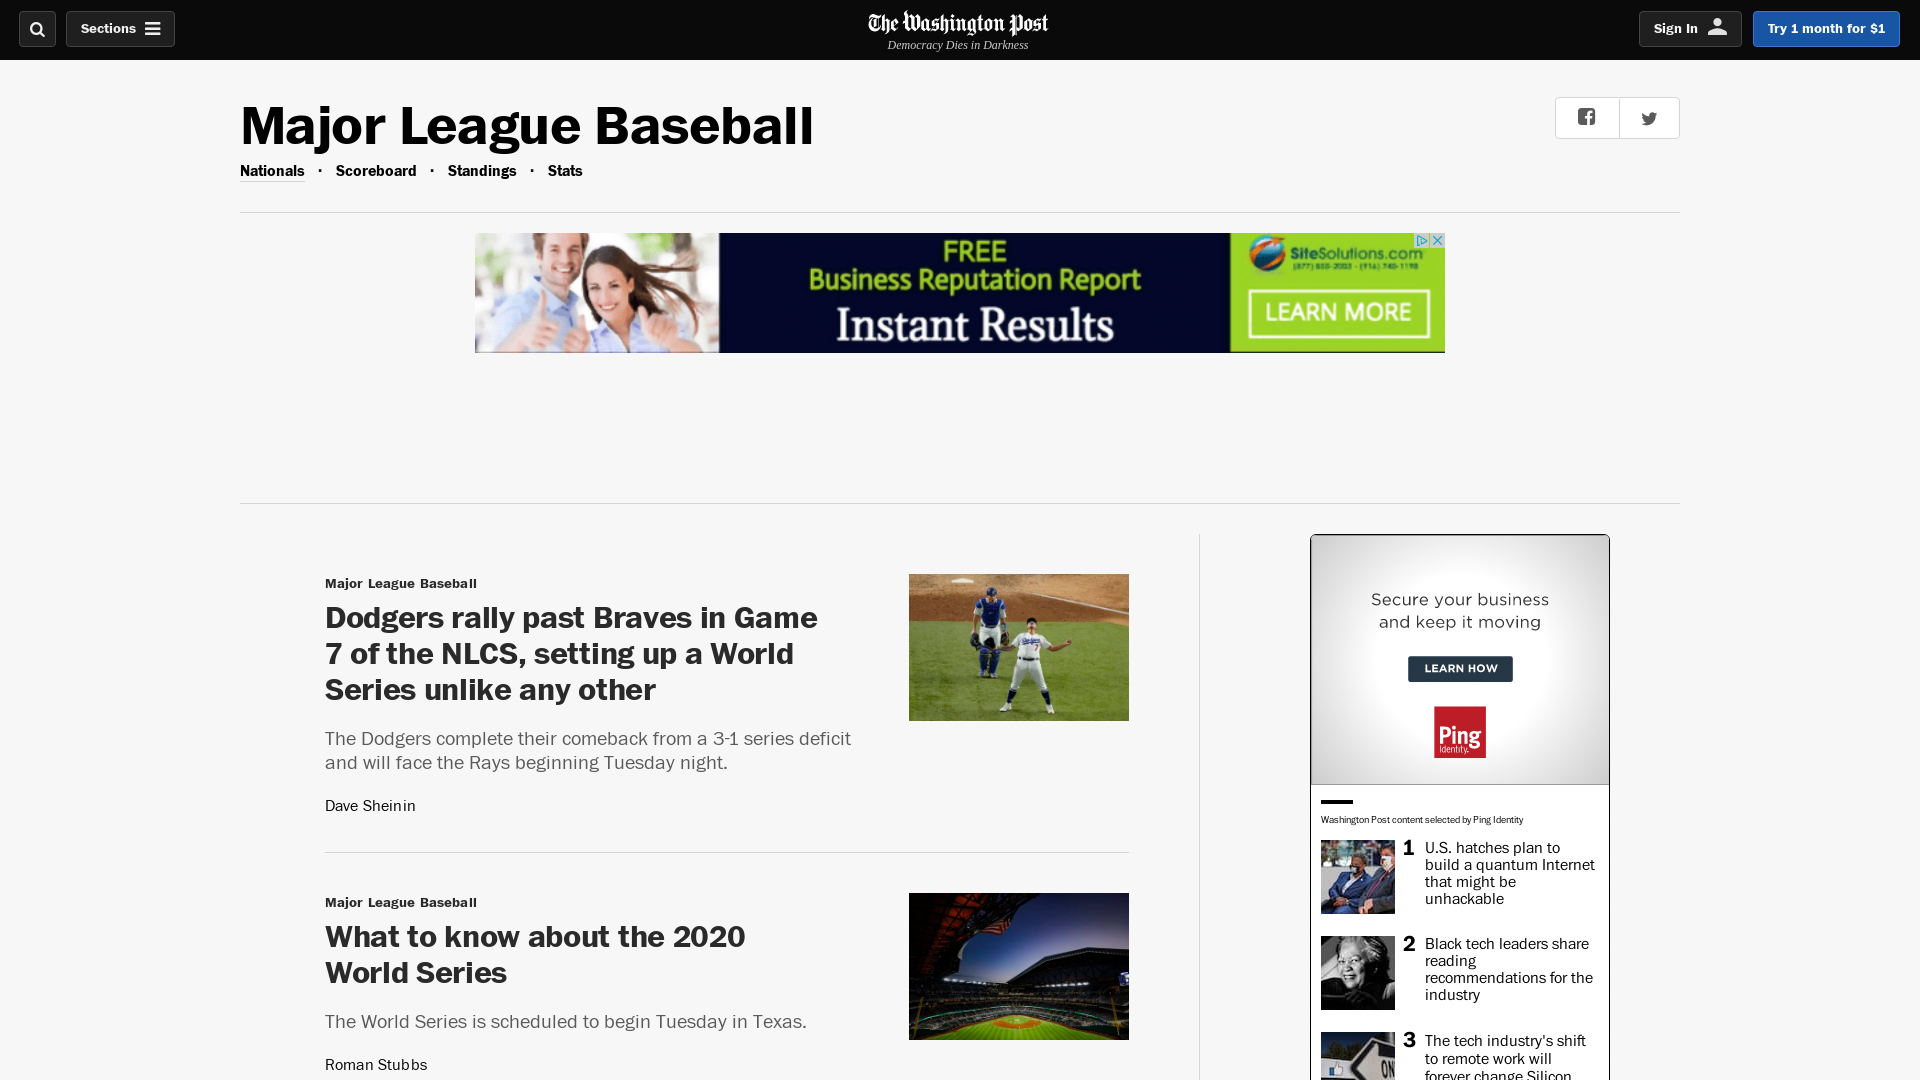 Sections
The Washington Post
Democracy Dies in Darkness
Sign In
Try 1 month for $1
Major League Baseball
Nationals · Scoreboard · Standings · Stats
FREE
Business Reputation Report
Instant Results
SiteSolutions.com
LEARN MORE
Major League Baseball
Dodgers rally past Braves in Game
7 of the NLCS, setting up a World
Series unlike any other
The Dodgers complete their comeback from a 3-1 series deficit
and will face the Rays beginning Tuesday night.
Dave Sheinin
Major League Baseball
What to know about the 2020
World Series
The World Series is scheduled to begin Tuesday in Texas.
Roman Stubbs
Secure your business
and keep it moving
LEARN HOW
Ping
Identity.
Washington Post content selected by Ping Identity
1 U.S. hatches plan to
build a quantum Internet
that might be
unhackable
2 Black tech leaders share
reading
recommendations for the
industry
3 The tech industry's shift
to remote work will
forever change Silicon